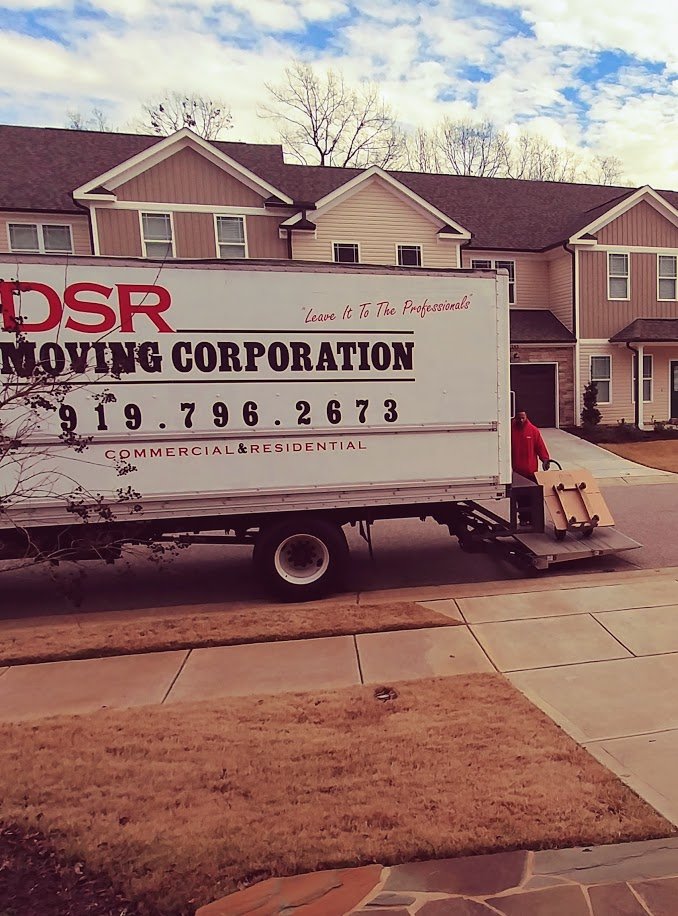 DSR
"Leave It To The Professionals"
MOVING CORPORATION
919.796.2673
COMMERCIAL&RESIDENTIAL